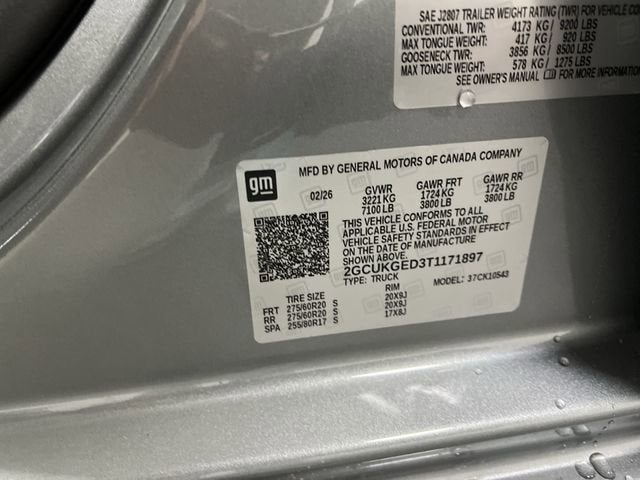 SAE J2807 TRAILER WEIGHT RATING (TWR) FOR VEHICLE
CONVENTIONAL TWR: 4173 KG / 9200 LBS
MAX TONGUE WEIGHT: 417 KG / 920 LBS
GOOSENECK TWR: 3856 KG / 8500 LBS
MAX TONGUE WEIGHT: 578 KG / 1275 LBS
SEE OWNER'S MANUAL FOR MORE INFORMATION
gm
MFD BY GENERAL MOTORS OF CANADA COMPANY
02/26 GVWR GAWR FRT GAWR RR
3221 KG 1724 KG 1724 KG
7100 LB 3800 LB 3800 LB
THIS VEHICLE CONFORMS TO ALL
APPLICABLE U.S. FEDERAL MOTOR
VEHICLE SAFETY STANDARDS IN EFFECT
ON THE DATE OF MANUFACTURE
SHOWN ABOVE.
2GCUKGED3T1171897
TYPE: TRUCK MODEL: 37CK10543
TIRE SIZE RIM
FRT 275/60R20 S 20X9J
RR 275/60R20 S 20X9J
SPA 255/80R17 S 17X8J